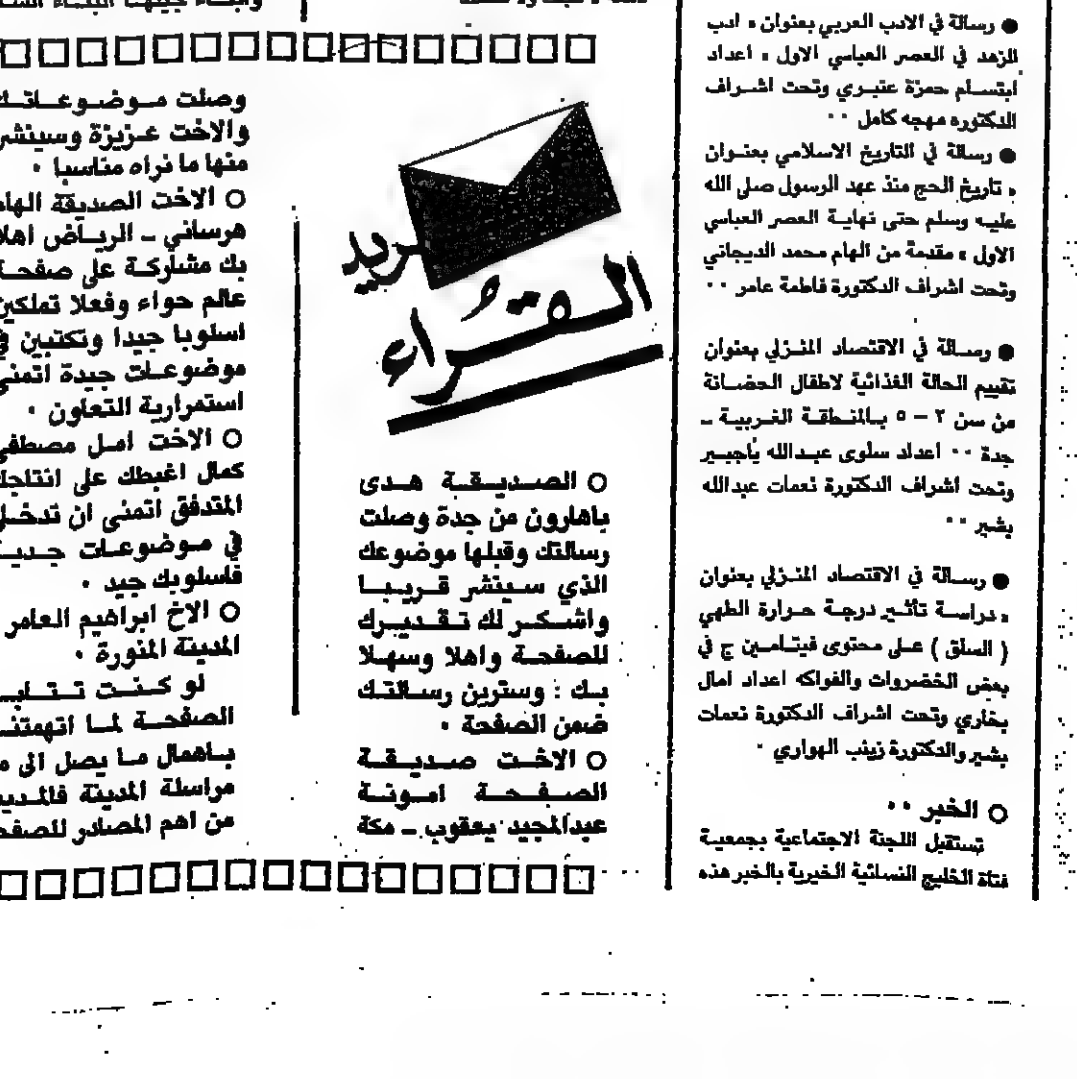 ● رسالة في الادب العربي بعنوان « ادب
الزهد في العصر العباسي الاول » اعداد
ابتسام حمزة عنبري وتحت اشراف
الدكتوره مهجه كامل ٠٠
● رسالة في التاريخ الاسلامي بعنوان
« تاريخ الحج منذ عهد الرسول صلى الله
عليه وسلم حتى نهاية العصر العباسي
الاول » مقدمة من الهام محمد الديجاني
وتحت اشراف الدكتورة فاطمة عامر ٠٠
● رسالة في الاقتصاد المنزلي بعنوان
تقييم الحالة الغذائية لاطفال الحضانة
من سن ٢ - ٥ بالمنطقة الغربية -
جدة ٠٠ اعداد سلوى عبدالله باجبير
وتحت اشراف الدكتورة نعمات عبدالله
بشير ٠٠
● رسالة في الاقتصاد المنزلي بعنوان
« دراسة تأثير درجة حرارة الطهي
( السلق ) على محتوى فيتامين ج في
بعض الخضروات والفواكه اعداد امال
بخاري وتحت اشراف الدكتورة نعمات
بشير والدكتورة زينب الهواري ٠
○ الخبر ٠٠
تستقبل اللجنة الاجتماعية بجمعية
فتاة الخليج النسائية الخيرية بالخبر هذه
بريد
القراء
○ الصديقة هدى
باهارون من جدة وصلت
رسالتك وقبلها موضوعك
الذي سينشر قريبا
واشكر لك تقديرك
للصفحة واهلا وسهلا
بك : وسترين رسالتك
ضمن الصفحة ٠
○ الاخت صديقة
الصفحة امونة
عبدالمجيد يعقوب - مكة
وصلت موضوعاتك
والاخت عزيزة وسينشر
منها ما نراه مناسبا ٠
○ الاخت الصديقة الهام
هرساني - الرياض اهلا
بك مشاركة على صفحة
عالم حواء وفعلا تملكين
اسلوبا جيدا وتكتبين في
موضوعات جيدة اتمنى
استمرارية التعاون ٠
○ الاخت امل مصطفى
كمال اغبطك على انتاجك
المتدفق اتمنى ان تدخل
في موضوعات جديدة
فاسلوبك جيد ٠
○ الاخ ابراهيم العامر
المدينة المنورة ٠
لو كنت تتابع
الصفحة لما اتهمتنا
باهمال ما يصل الى
مراسلة المدينة فالمدينة
من اهم المصادر للصفحة